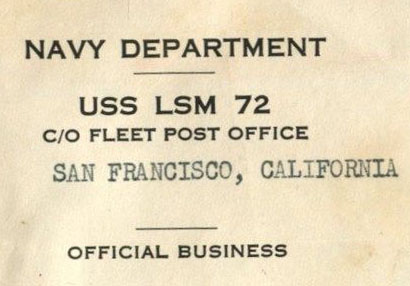 NAVY DEPARTMENT
USS LSM 72
C/O FLEET POST OFFICE
SAN FRANCISCO, CALIFORNIA
OFFICIAL BUSINESS